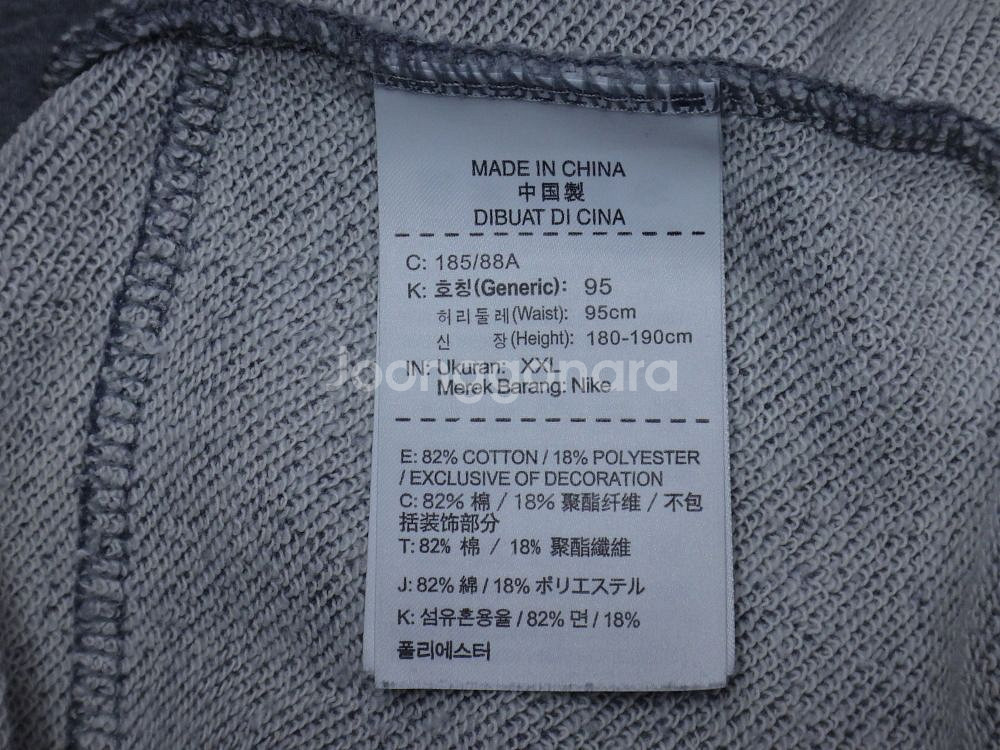 MADE IN CHINA
中国製
DIBUAT DI CINA
C: 185/88A
K: 호칭(Generic): 95
허리둘레(Waist): 95cm
신 장(Height): 180-190cm
Joonggonara
IN: Ukuran: XXL
Merek Barang: Nike
E: 82% COTTON / 18% POLYESTER
/ EXCLUSIVE OF DECORATION
C: 82% 棉 / 18% 聚酯纤维 / 不包
括装饰部分
T: 82% 棉 / 18% 聚酯纖維
J: 82% 綿 / 18% ポリエステル
K: 섬유혼용율 / 82% 면 / 18%
폴리에스터